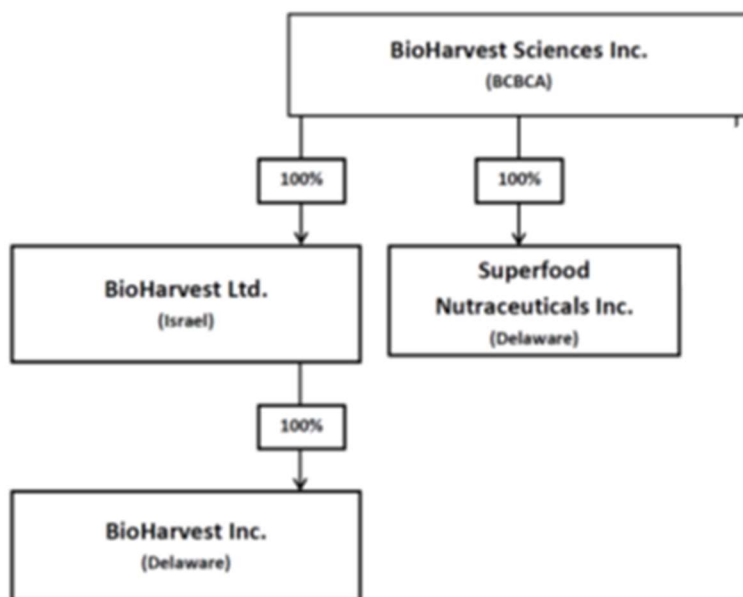 BioHarvest Sciences Inc.
(BCBCA)
100%
100%
BioHarvest Ltd.
(Israel)
Superfood
Nutraceuticals Inc.
(Delaware)
100%
BioHarvest Inc.
(Delaware)